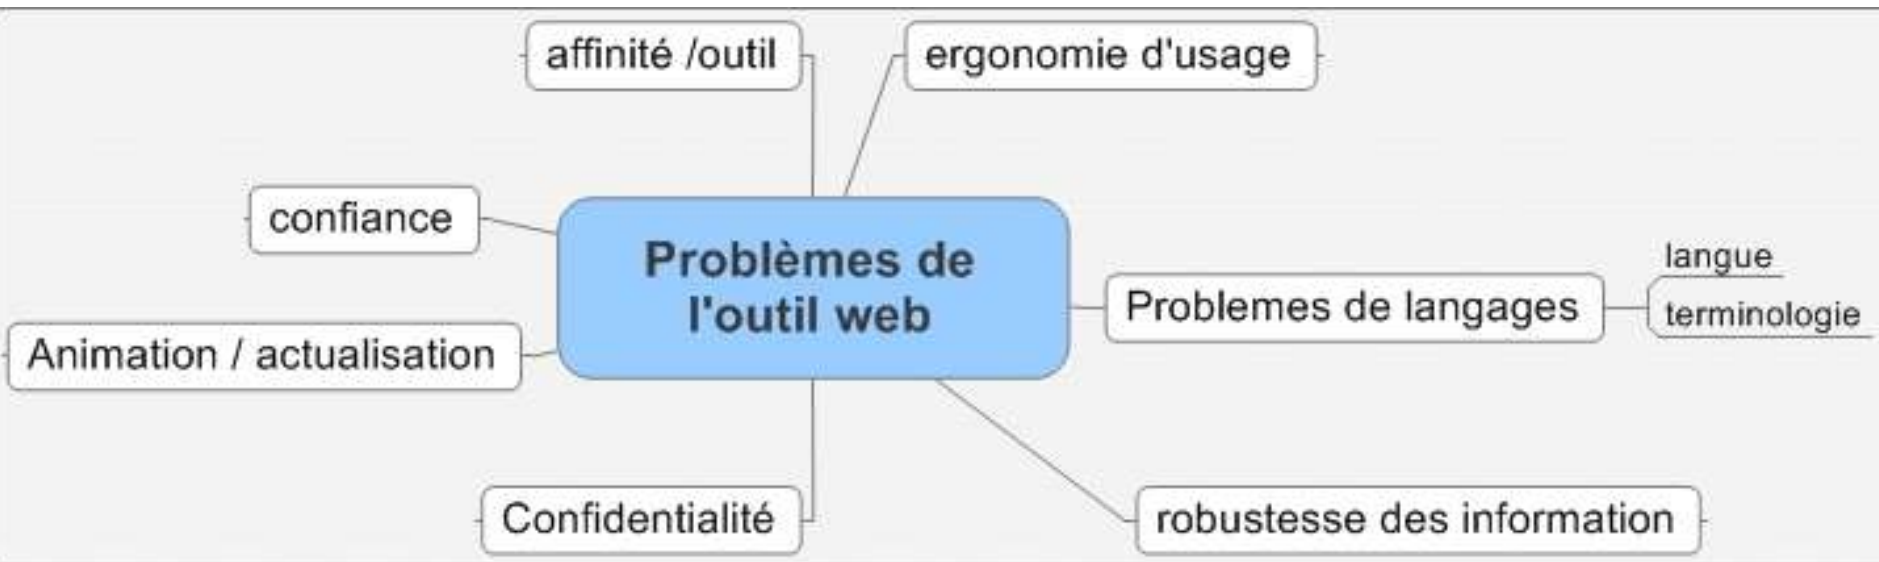 affinité /outil
ergonomie d'usage
confiance
Problèmes de
l'outil web
langue
Problemes de langages
terminologie
Animation / actualisation
Confidentialité
robustesse des information